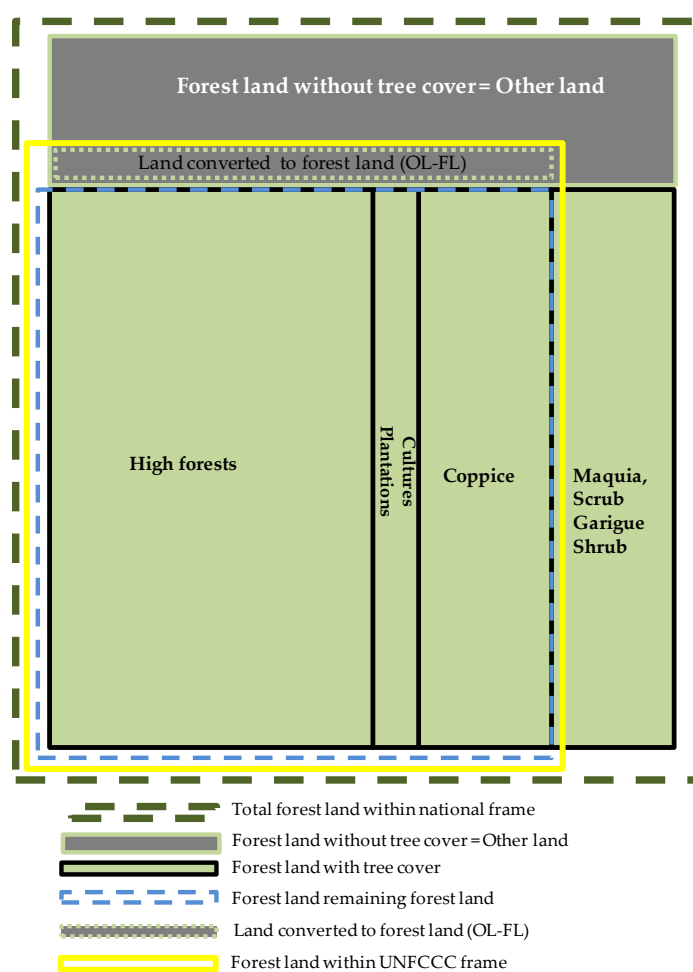 Forest land without tree cover = Other land
Land converted to forest land (OL-FL)
High forests
Cultures
Plantations
Coppice
Maquia,
Scrub
Garigue
Shrub
Total forest land within national frame
Forest land without tree cover = Other land
Forest land with tree cover
Forest land remaining forest land
Land converted to forest land (OL-FL)
Forest land within UNFCCC frame